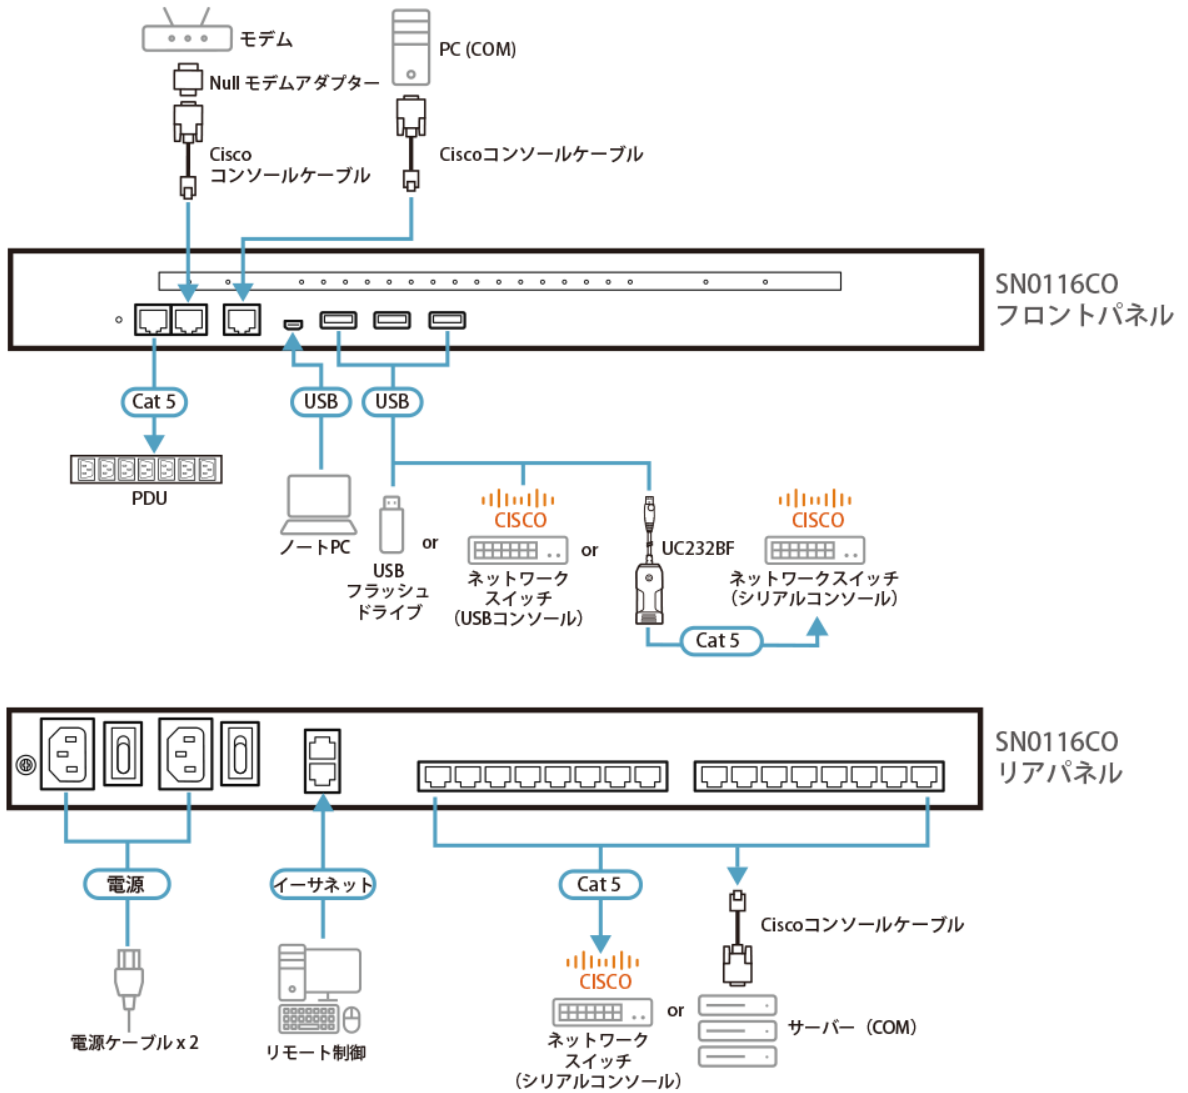 モデム
PC (COM)
Null モデムアダプター
Cisco
コンソールケーブル
Ciscoコンソールケーブル
SN0116CO
フロントパネル
Cat 5
USB
USB
PDU
ノートPC
or
USB
フラッシュ
ドライブ
CISCO
ネットワーク
スイッチ
（USBコンソール）
or
UC232BF
CISCO
ネットワークスイッチ
（シリアルコンソール）
Cat 5
SN0116CO
リアパネル
電源
イーサネット
Cat 5
Ciscoコンソールケーブル
電源ケーブル x 2
リモート制御
CISCO
ネットワーク
スイッチ
（シリアルコンソール）
or
サーバー（COM）